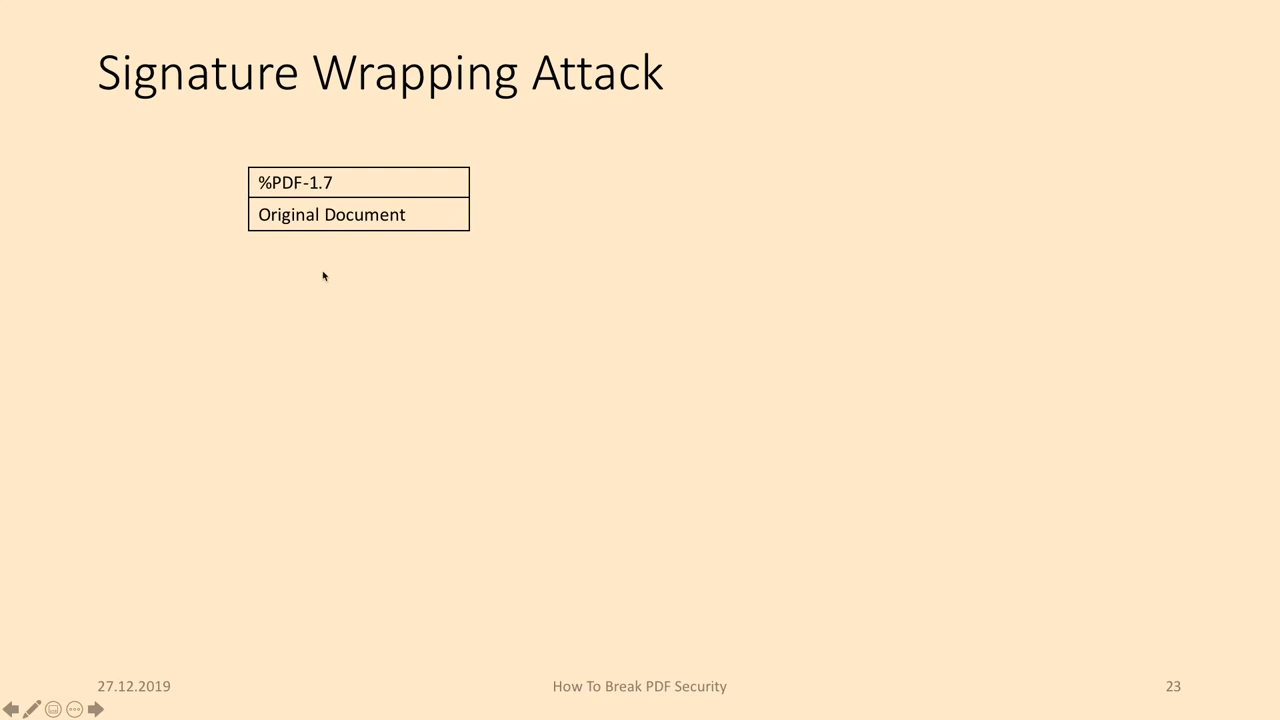 Signature Wrapping Attack
%PDF-1.7
Original Document
27.12.2019
How To Break PDF Security
23